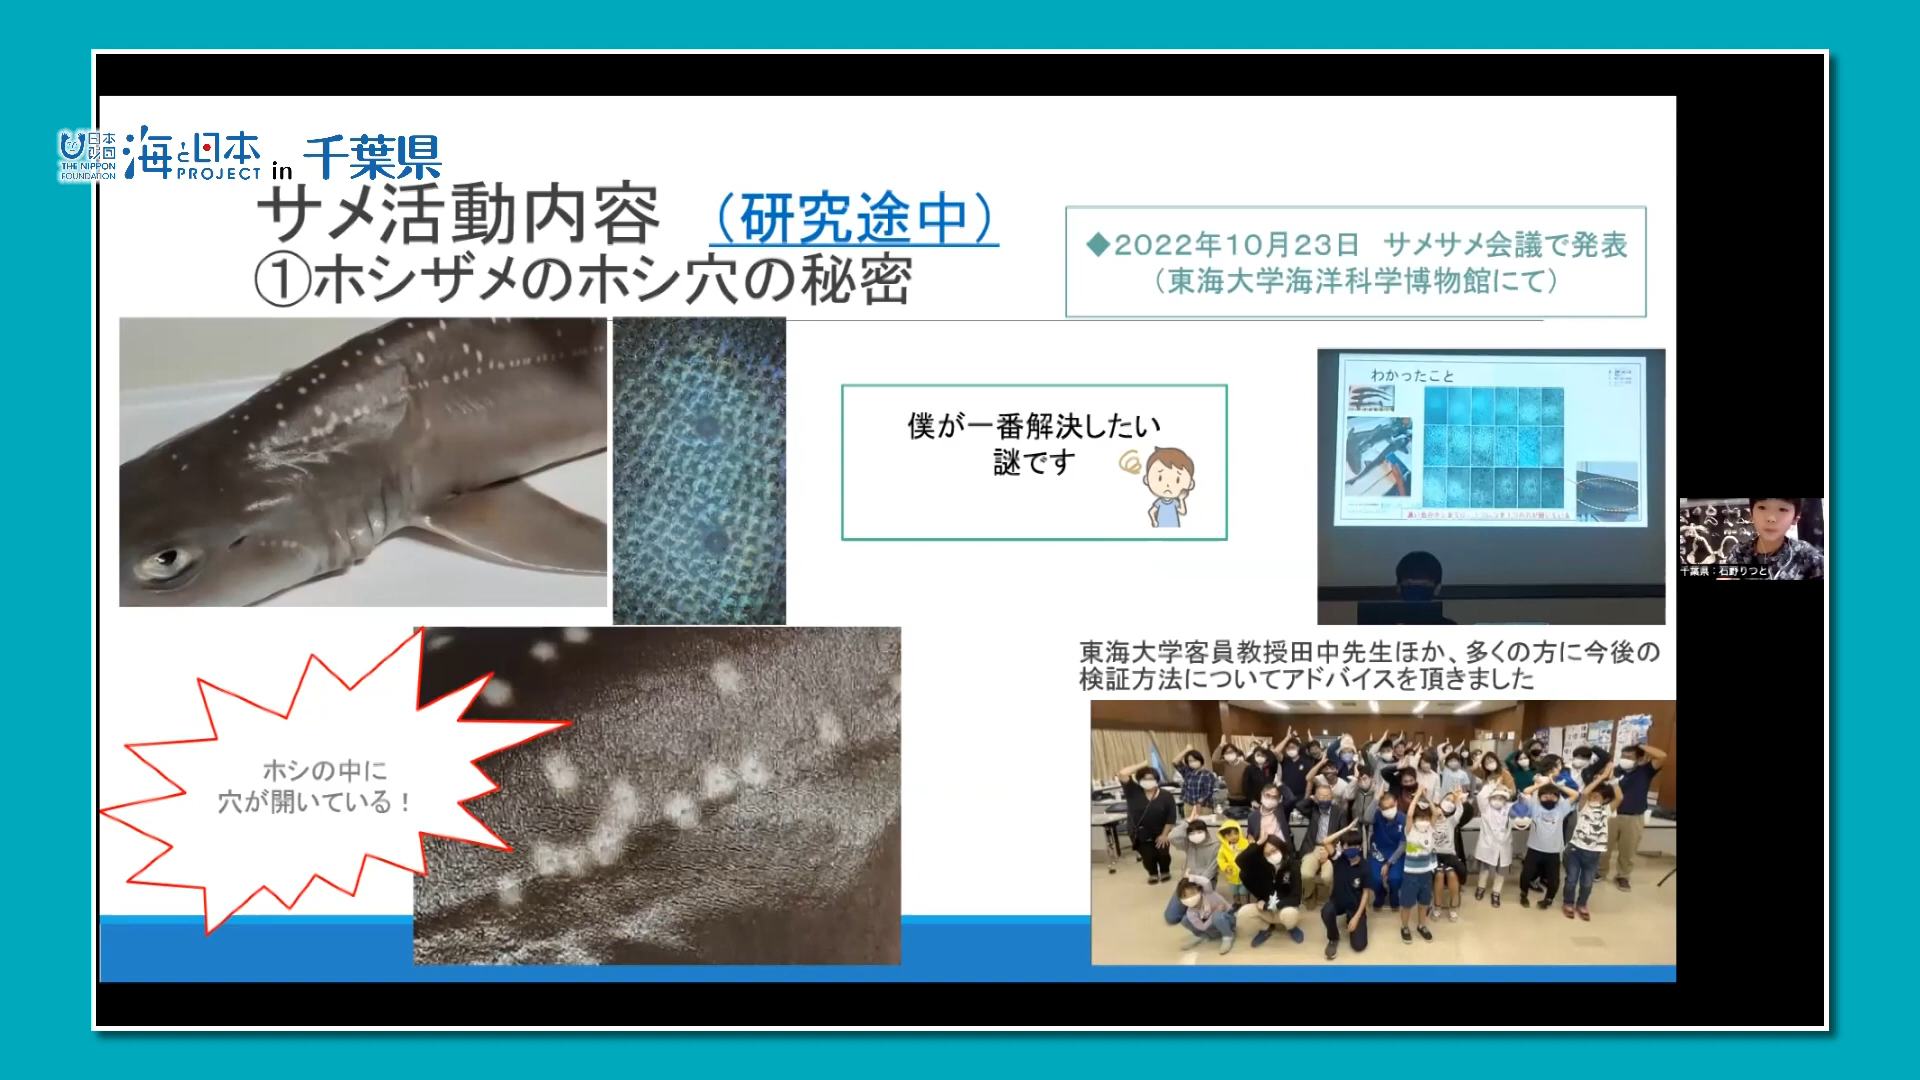 日本
財団
THE NIPPON
FOUNDATION
海と日本
PROJECT
in 千葉県
サメ活動内容 （研究途中）
①ホシザメのホシ穴の秘密
◆2022年10月23日 サメサメ会議で発表
（東海大学海洋科学博物館にて）
僕が一番解決したい
謎です
わかったこと
ホシの中に
穴が開いている！
東海大学客員教授田中先生ほか、多くの方に今後の
検証方法についてアドバイスを頂きました
千葉県：石野りつと